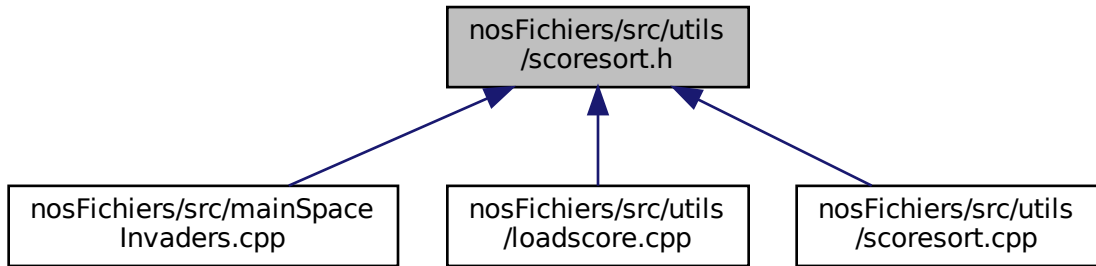 nosFichiers/src/utils
/scoresort.h
nosFichiers/src/mainSpace
Invaders.cpp
nosFichiers/src/utils
/loadscore.cpp
nosFichiers/src/utils
/scoresort.cpp